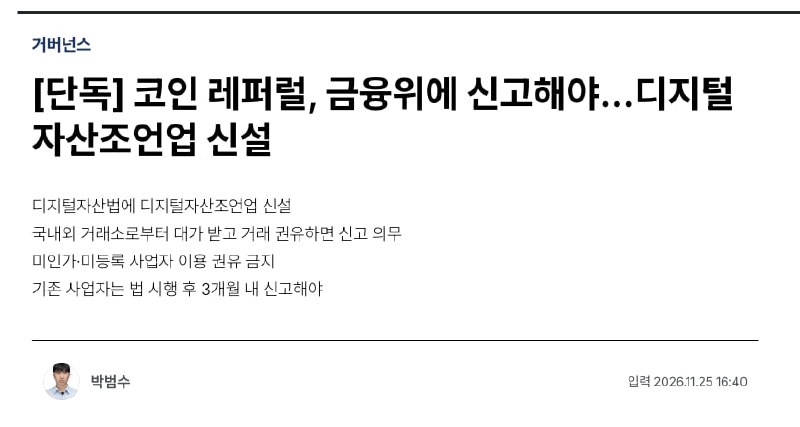 거버넌스
[단독] 코인 레퍼럴, 금융위에 신고해야…디지털
자산조언업 신설
디지털자산법에 디지털자산조언업 신설
국내외 거래소로부터 대가 받고 거래 권유하면 신고 의무
미인가·미등록 사업자 이용 권유 금지
기존 사업자는 법 시행 후 3개월 내 신고해야
박범수
입력 2026.11.25 16:40